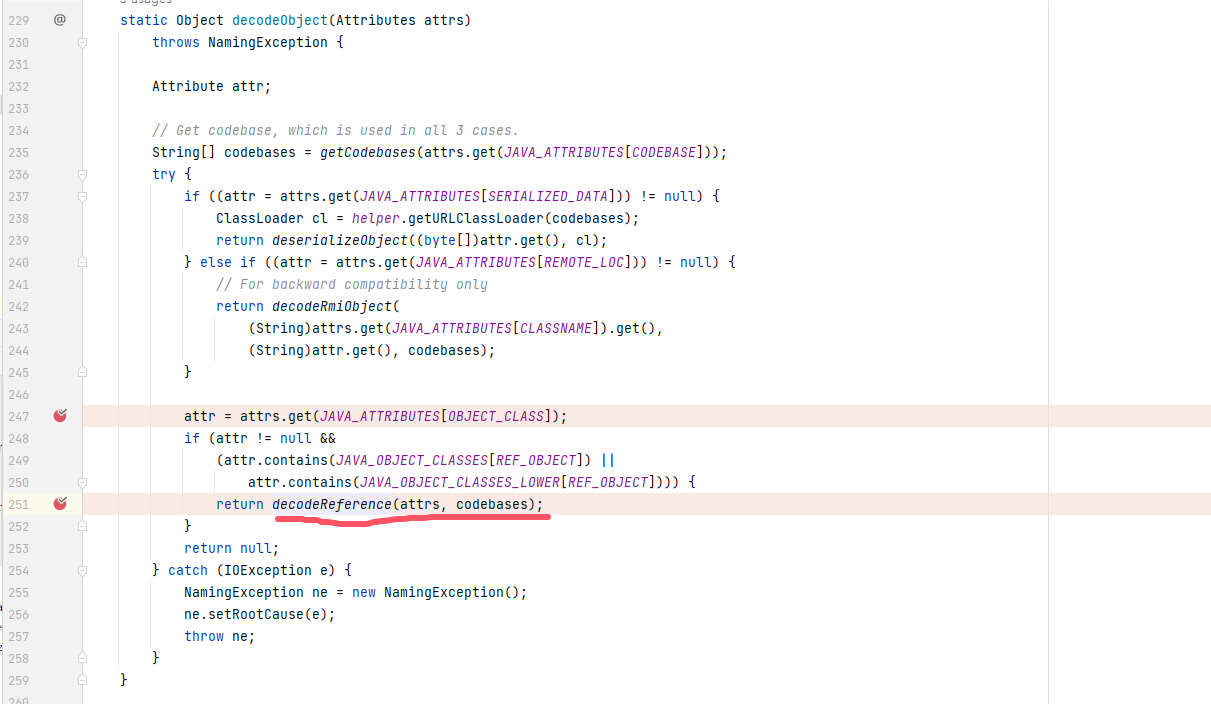 usages
229 @ static Object decodeObject(Attributes attrs)
230 throws NamingException {
231
232 Attribute attr;
233
234 // Get codebase, which is used in all 3 cases.
235 String[] codebases = getCodebases(attrs.get(JAVA_ATTRIBUTES[CODEBASE]));
236 try {
237 if ((attr = attrs.get(JAVA_ATTRIBUTES[SERIALIZED_DATA])) != null) {
238 ClassLoader cl = helper.getURLClassLoader(codebases);
239 return deserializeObject((byte[])attr.get(), cl);
240 } else if ((attr = attrs.get(JAVA_ATTRIBUTES[REMOTE_LOC])) != null) {
241 // For backward compatibility only
242 return decodeRmiObject(
243 (String)attrs.get(JAVA_ATTRIBUTES[CLASSNAME]).get(),
244 (String)attr.get(), codebases);
245 }
246
247 attr = attrs.get(JAVA_ATTRIBUTES[OBJECT_CLASS]);
248 if (attr != null &&
249 (attr.contains(JAVA_OBJECT_CLASSES[REF_OBJECT]) ||
250 attr.contains(JAVA_OBJECT_CLASSES_LOWER[REF_OBJECT]))) {
251 return decodeReference(attrs, codebases);
252 }
253 return null;
254 } catch (IOException e) {
255 NamingException ne = new NamingException();
256 ne.setRootCause(e);
257 throw ne;
258 }
259 }
260